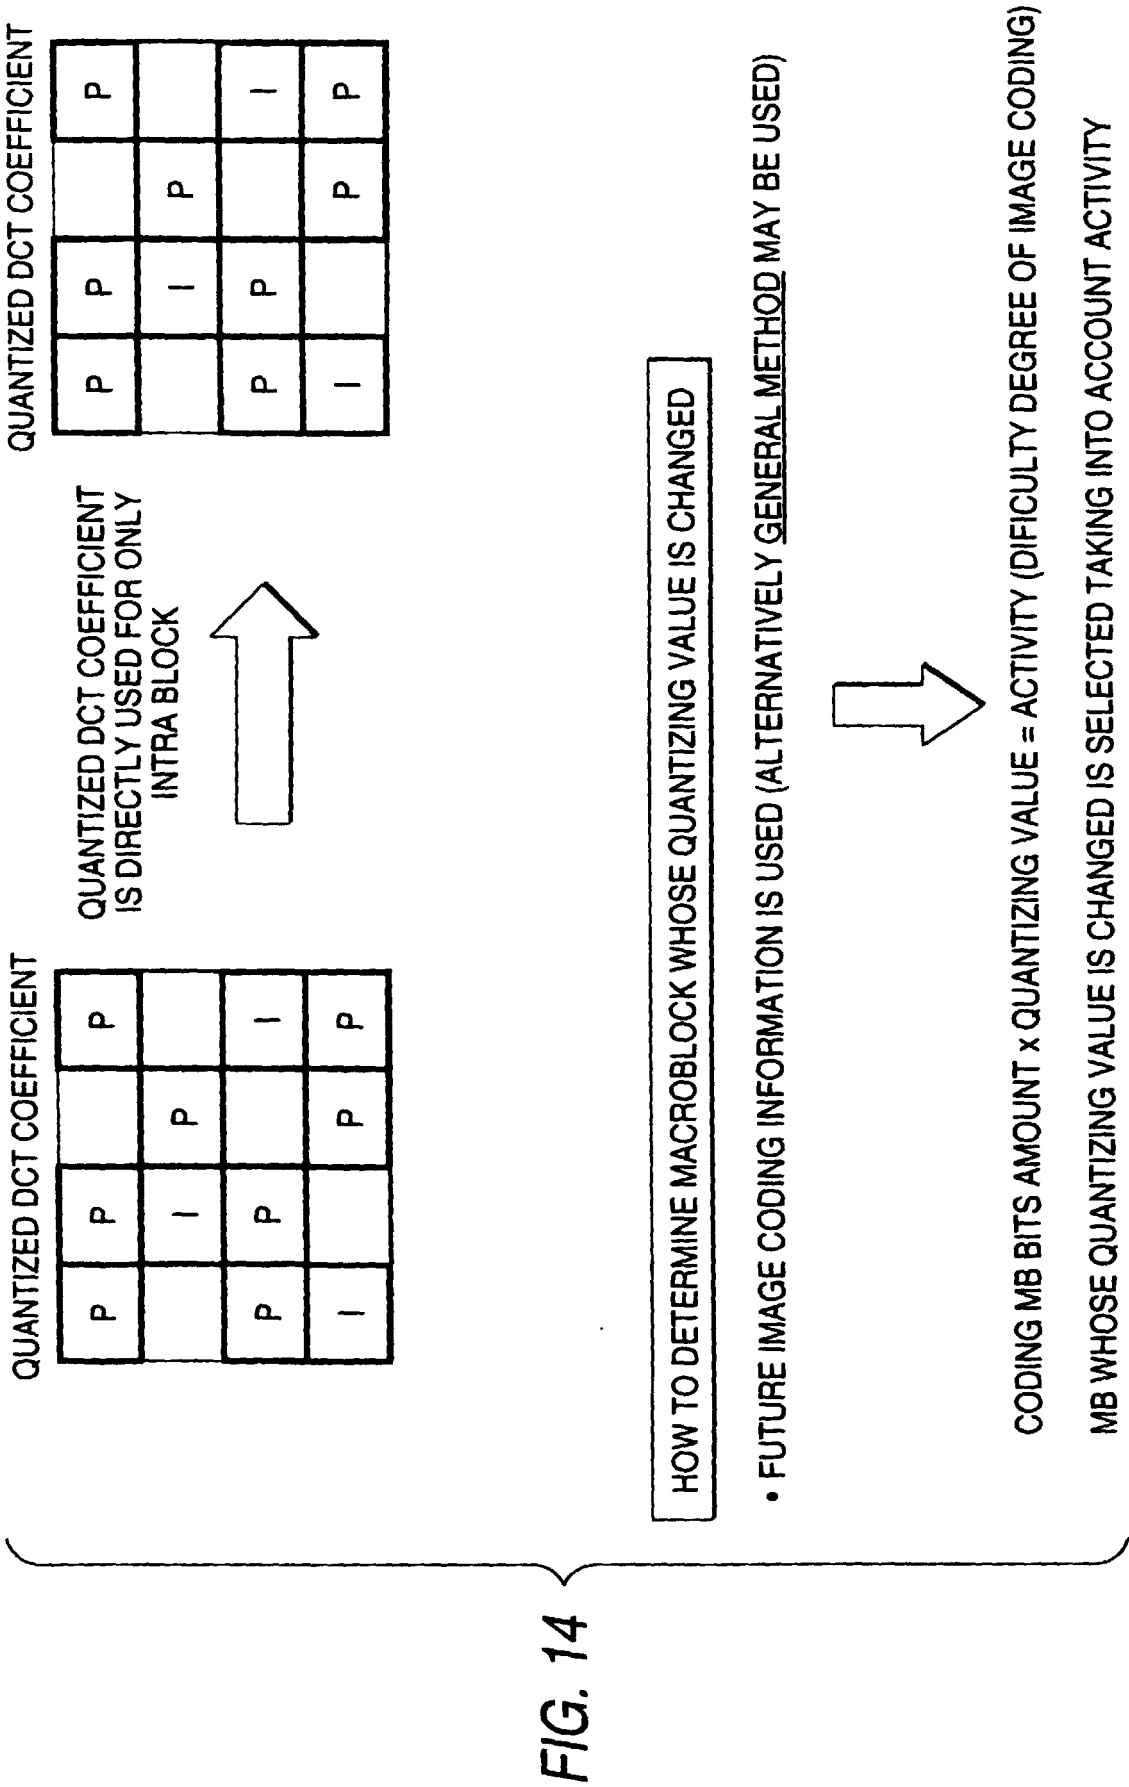 FIG. 14
QUANTIZED DCT COEFFICIENT
P P P
I P
P P I
I P P
QUANTIZED DCT COEFFICIENT
IS DIRECTLY USED FOR ONLY
INTRA BLOCK
QUANTIZED DCT COEFFICIENT
P P P
I P
P P I
I P P
HOW TO DETERMINE MACROBLOCK WHOSE QUANTIZING VALUE IS CHANGED
• FUTURE IMAGE CODING INFORMATION IS USED (ALTERNATIVELY GENERAL METHOD MAY BE USED)
CODING MB BITS AMOUNT x QUANTIZING VALUE = ACTIVITY (DIFICULTY DEGREE OF IMAGE CODING)
MB WHOSE QUANTIZING VALUE IS CHANGED IS SELECTED TAKING INTO ACCOUNT ACTIVITY